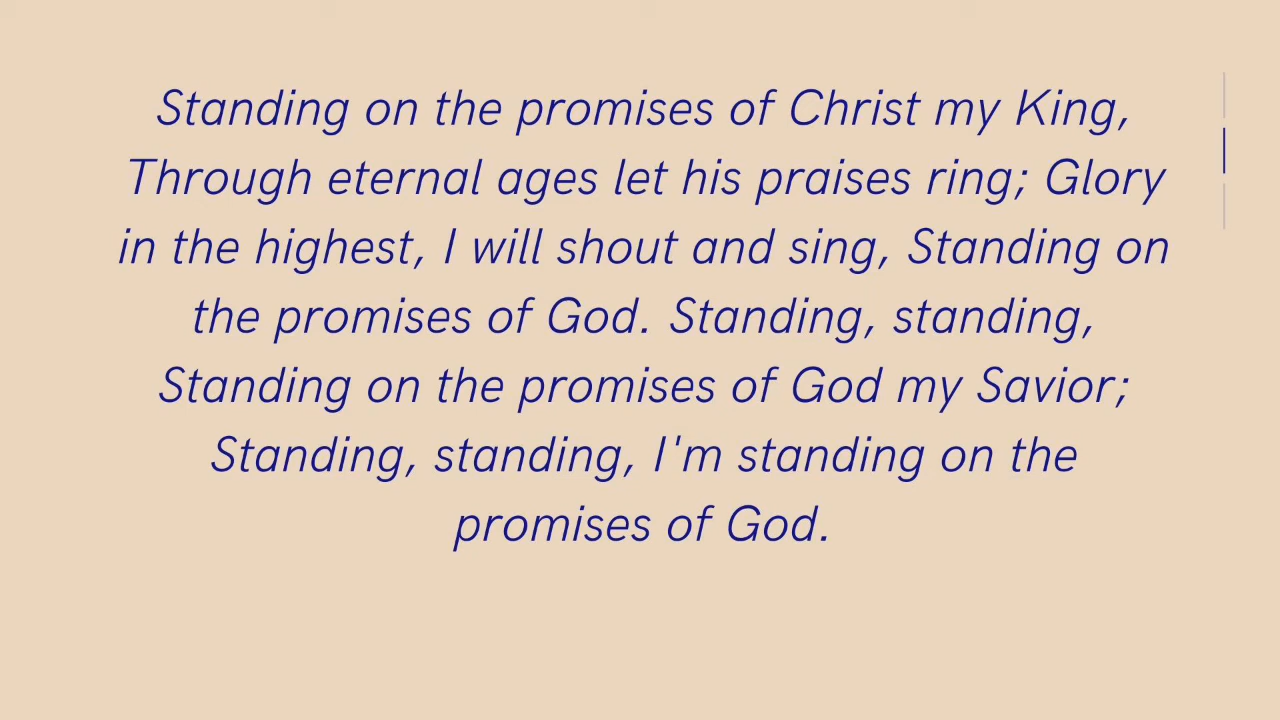 Standing on the promises of Christ my King,
Through eternal ages let his praises ring; Glory
in the highest, I will shout and sing, Standing on
the promises of God. Standing, standing,
Standing on the promises of God my Savior;
Standing, standing, I'm standing on the
promises of God.